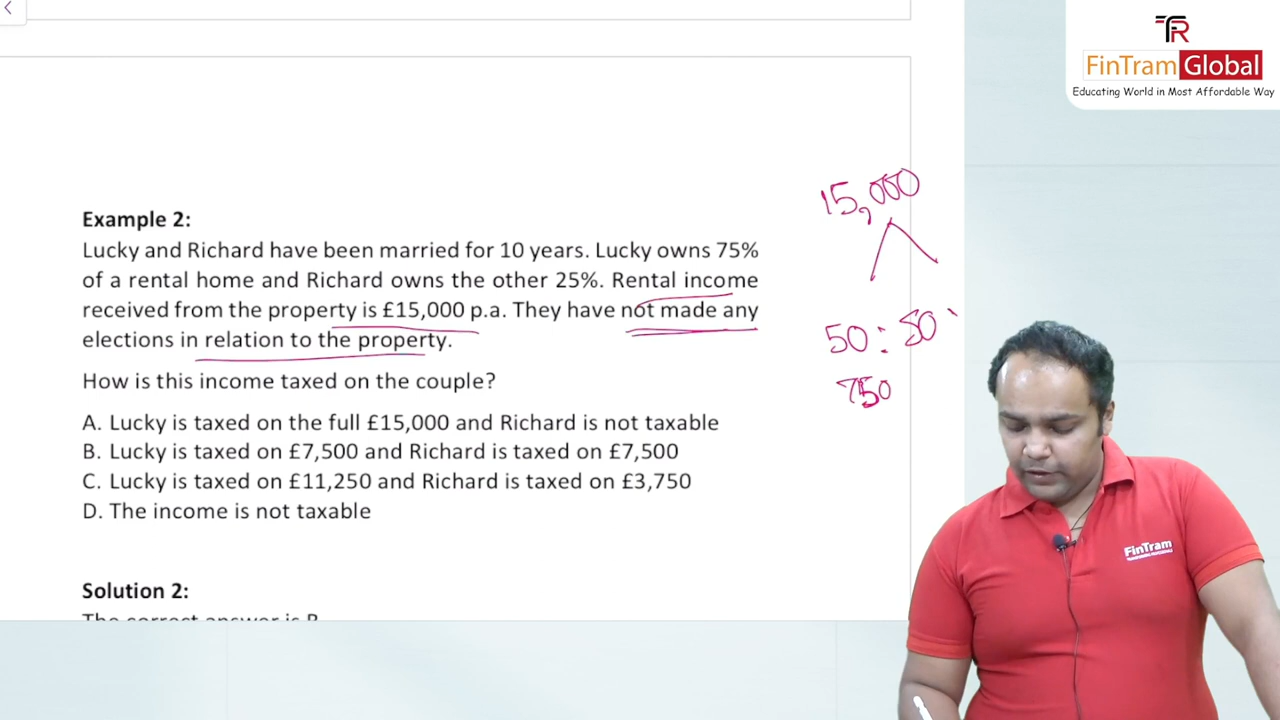 FinTram Global
Educating World in Most Affordable Way
15,000
Example 2:
Lucky and Richard have been married for 10 years. Lucky owns 75%
of a rental home and Richard owns the other 25%. Rental income
received from the property is £15,000 p.a. They have not made any
elections in relation to the property.
50:50
How is this income taxed on the couple?
750
A. Lucky is taxed on the full £15,000 and Richard is not taxable
B. Lucky is taxed on £7,500 and Richard is taxed on £7,500
C. Lucky is taxed on £11,250 and Richard is taxed on £3,750
D. The income is not taxable
FinTram
Solution 2:
The correct answer is B